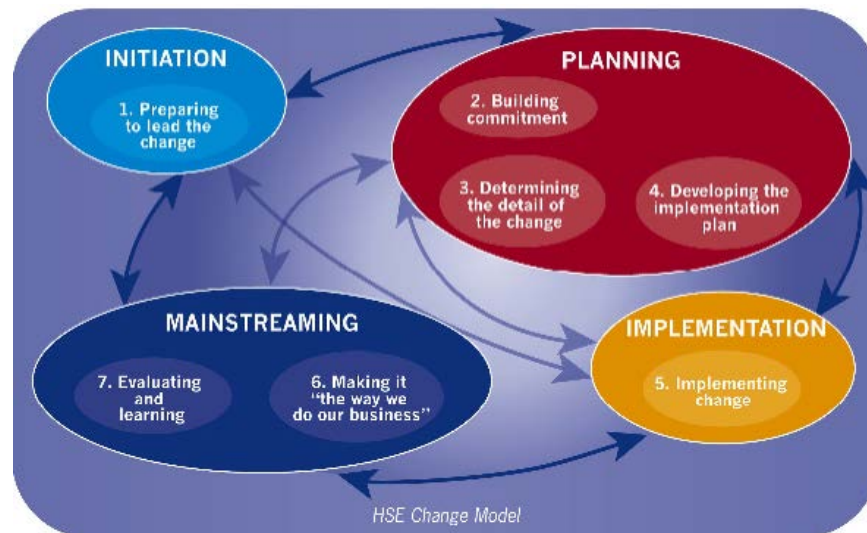 INITIATION
1. Preparing
to lead the
change
PLANNING
2. Building
commitment
3. Determining
the detail of
the change
4. Developing the
implementation
plan
MAINSTREAMING
7. Evaluating
and
learning
6. Making it
“the way we
do our business”
IMPLEMENTATION
5. Implementing
change
HSE Change Model